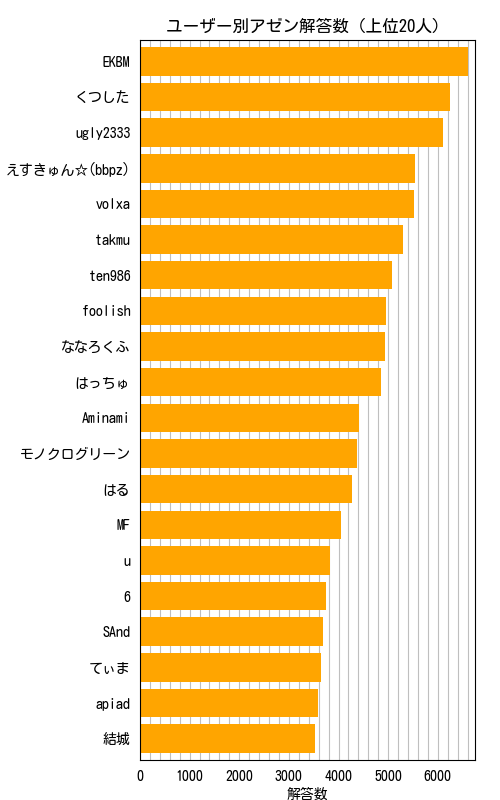 ユーザー別アゼン解答数 (上位20人)
EKBM
くつした
ugly2333
えすきゅん☆(bbpz)
volxa
takmu
ten986
foolish
ななろくふ
はっちゅ
Aminami
モノクログリーン
はる
MF
u
6
SAnd
てぃま
apiad
結城
0 1000 2000 3000 4000 5000 6000
解答数